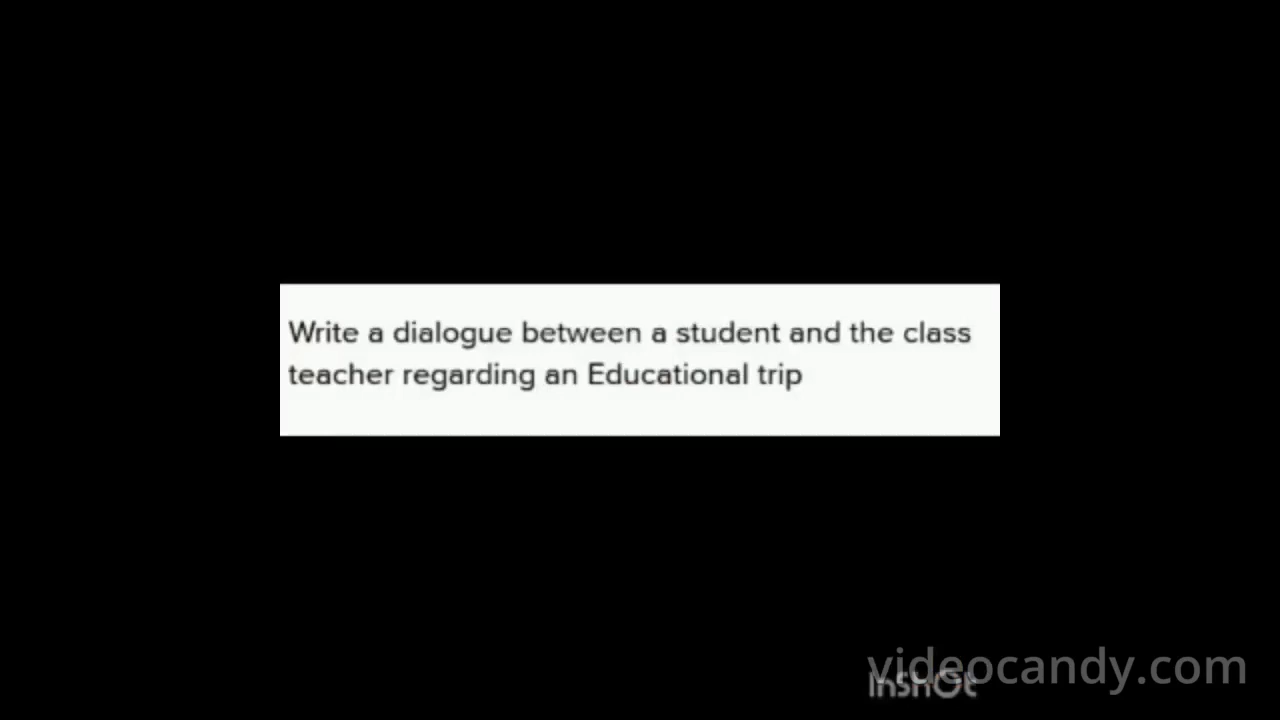 Write a dialogue between a student and the class
teacher regarding an Educational trip
videocandy.com
InShOt